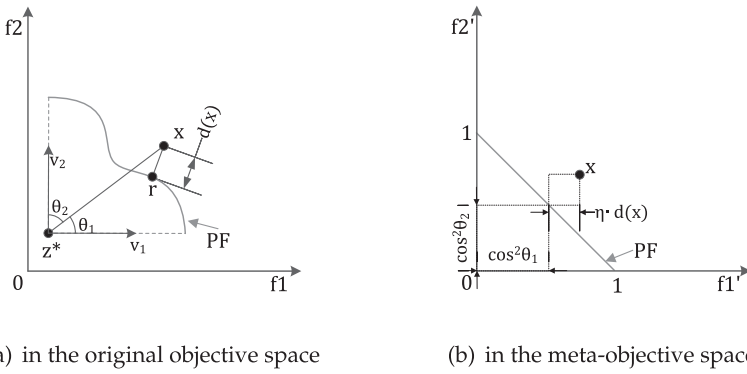 f2
x
d(x)
v₂
r
θ₂
θ₁
z*
v₁
PF
0
f1
) in the original objective space
f2'
1
x
η· d(x)
cos²θ₂
cos²θ₁
PF
0
1
f1'
(b) in the meta-objective space